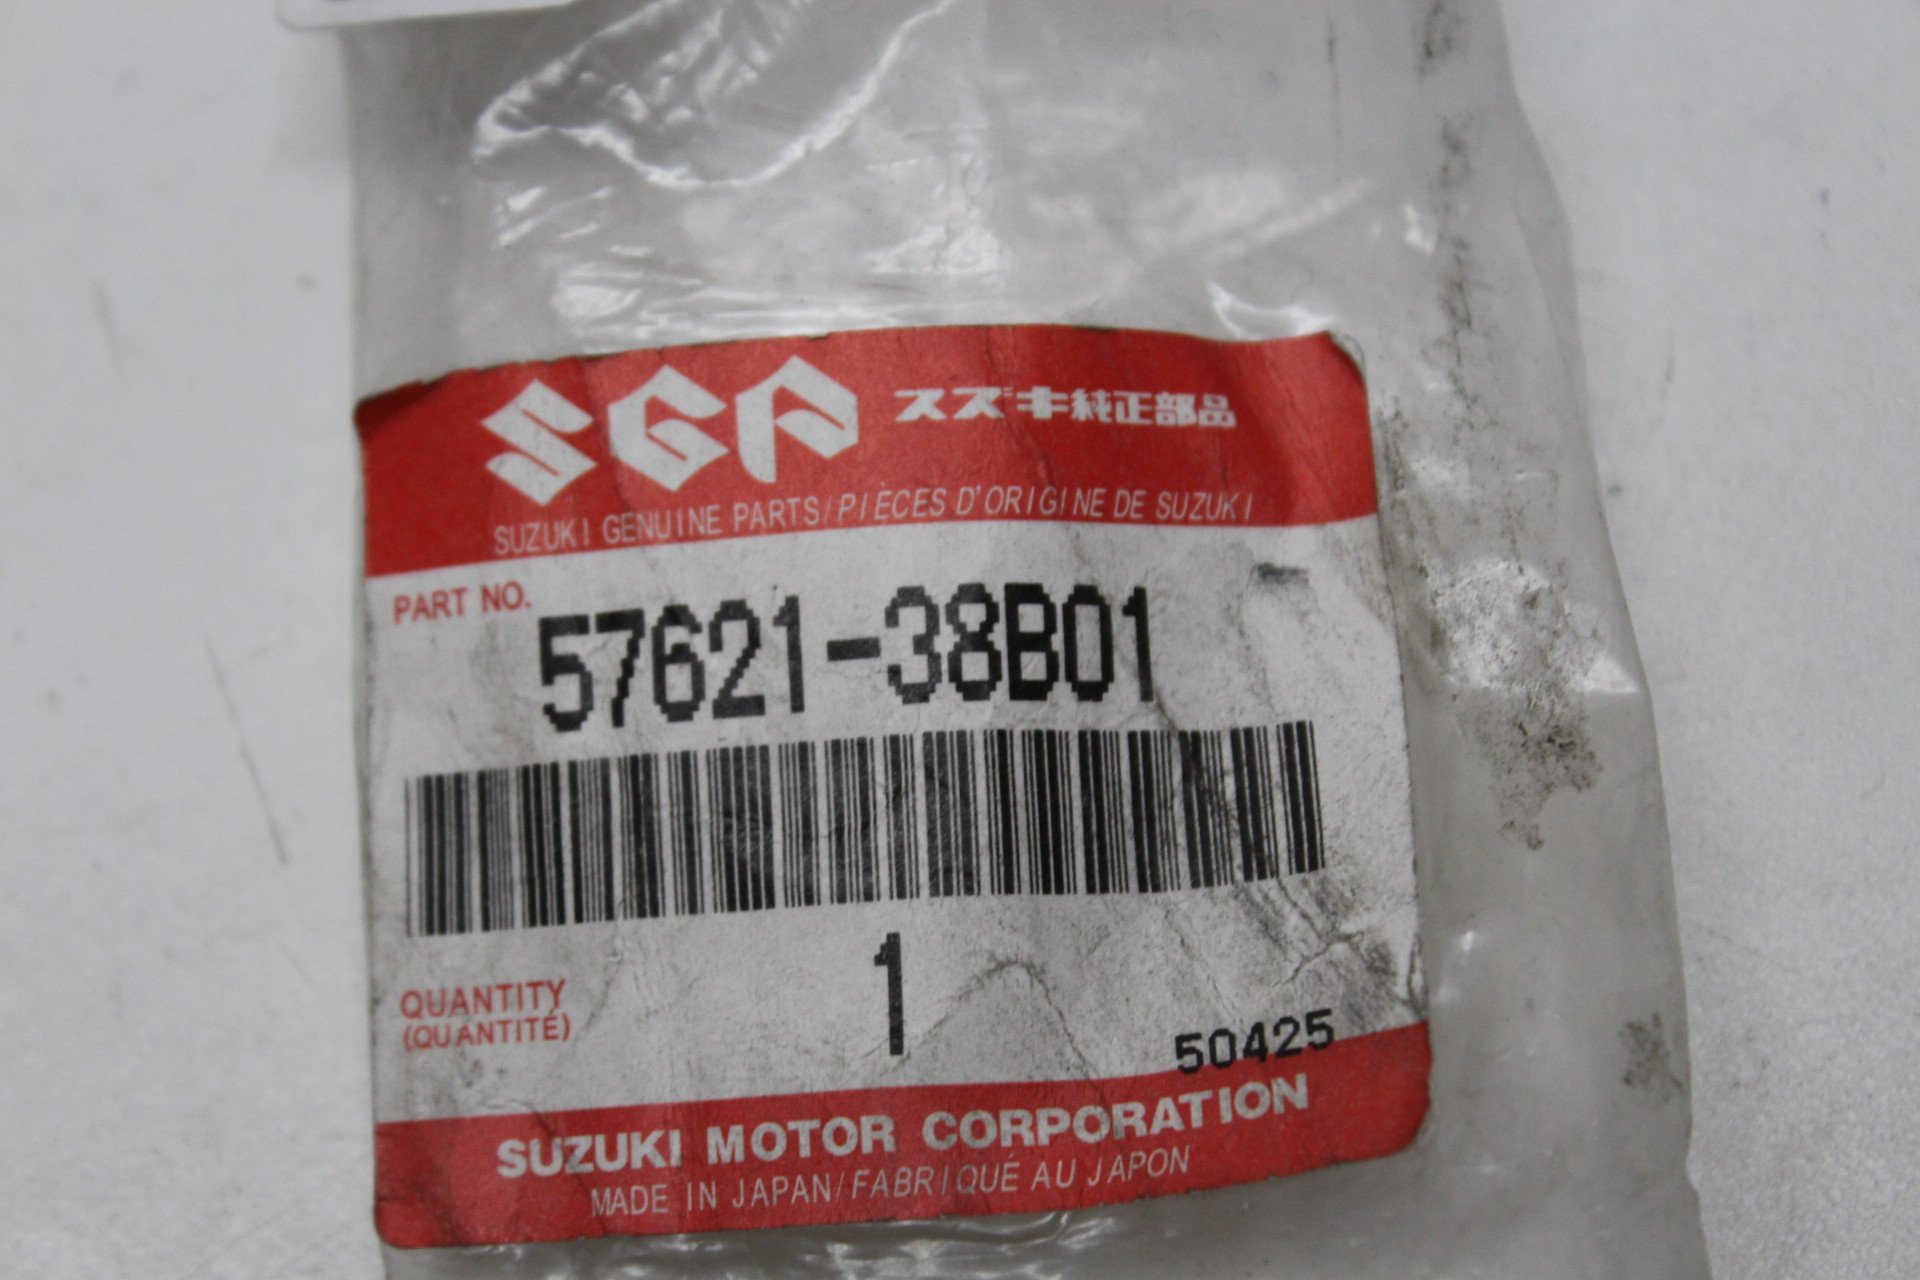 SGP スズキ純正部品
SUZUKI GENUINE PARTS/PIÈCES D'ORIGINE DE SUZUKI
PART NO. 57621-38B01
QUANTITY 1
(QUANTITÉ)
50425
SUZUKI MOTOR CORPORATION
MADE IN JAPAN/FABRIQUÉ AU JAPON